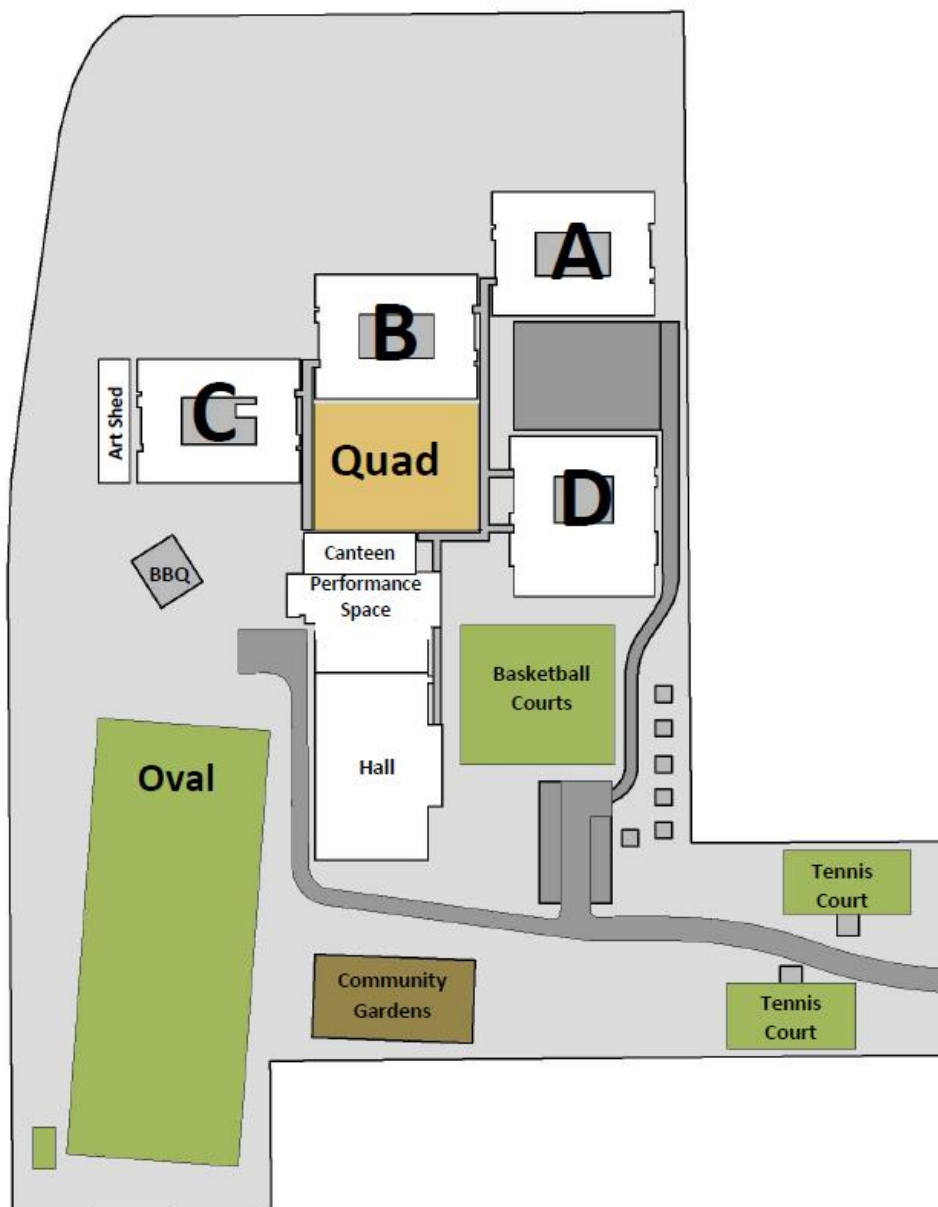 A
B
C
Art Shed
Quad
D
Canteen
Performance
Space
BBQ
Basketball
Courts
Hall
Oval
Tennis
Court
Community
Gardens
Tennis
Court